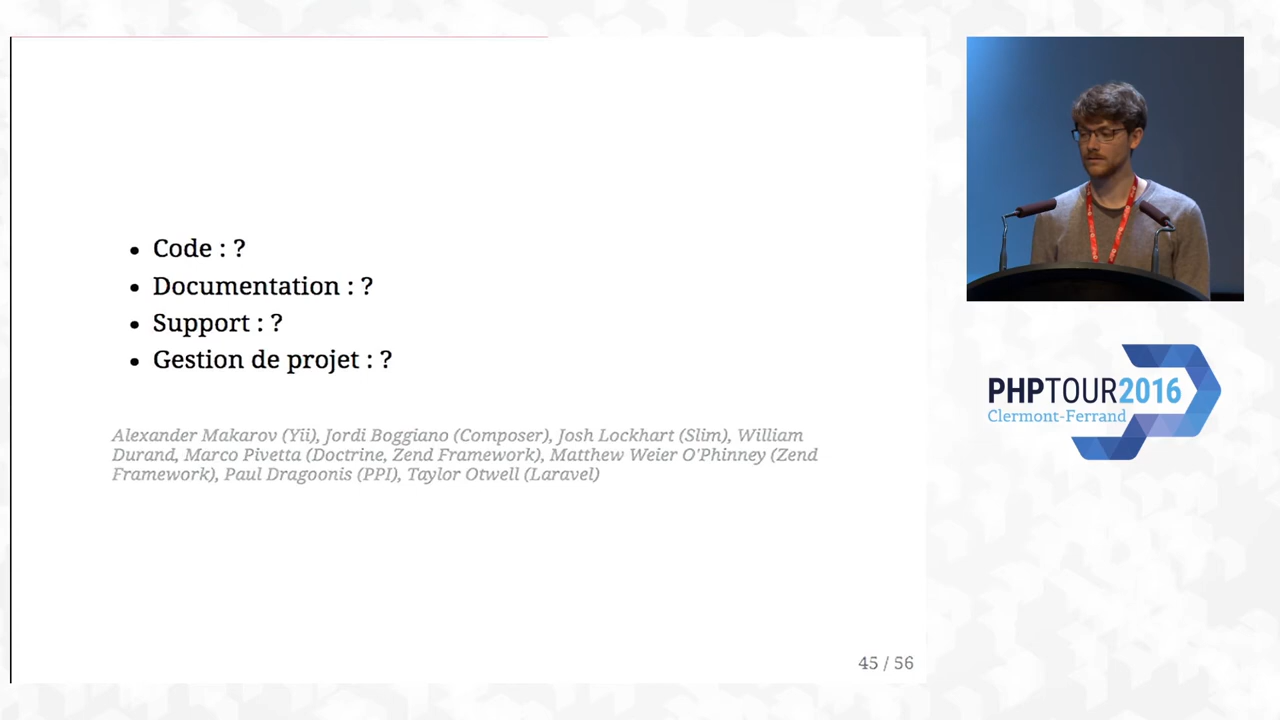 Code : ?
Documentation : ?
Support : ?
Gestion de projet : ?
Alexander Makarov (Yii), Jordi Boggiano (Composer), Josh Lockhart (Slim), William
Durand, Marco Pivetta (Doctrine, Zend Framework), Matthew Weier O'Phinney (Zend
Framework), Paul Dragoonis (PPI), Taylor Otwell (Laravel)
45 / 56
PHPTOUR2016
Clermont-Ferrand